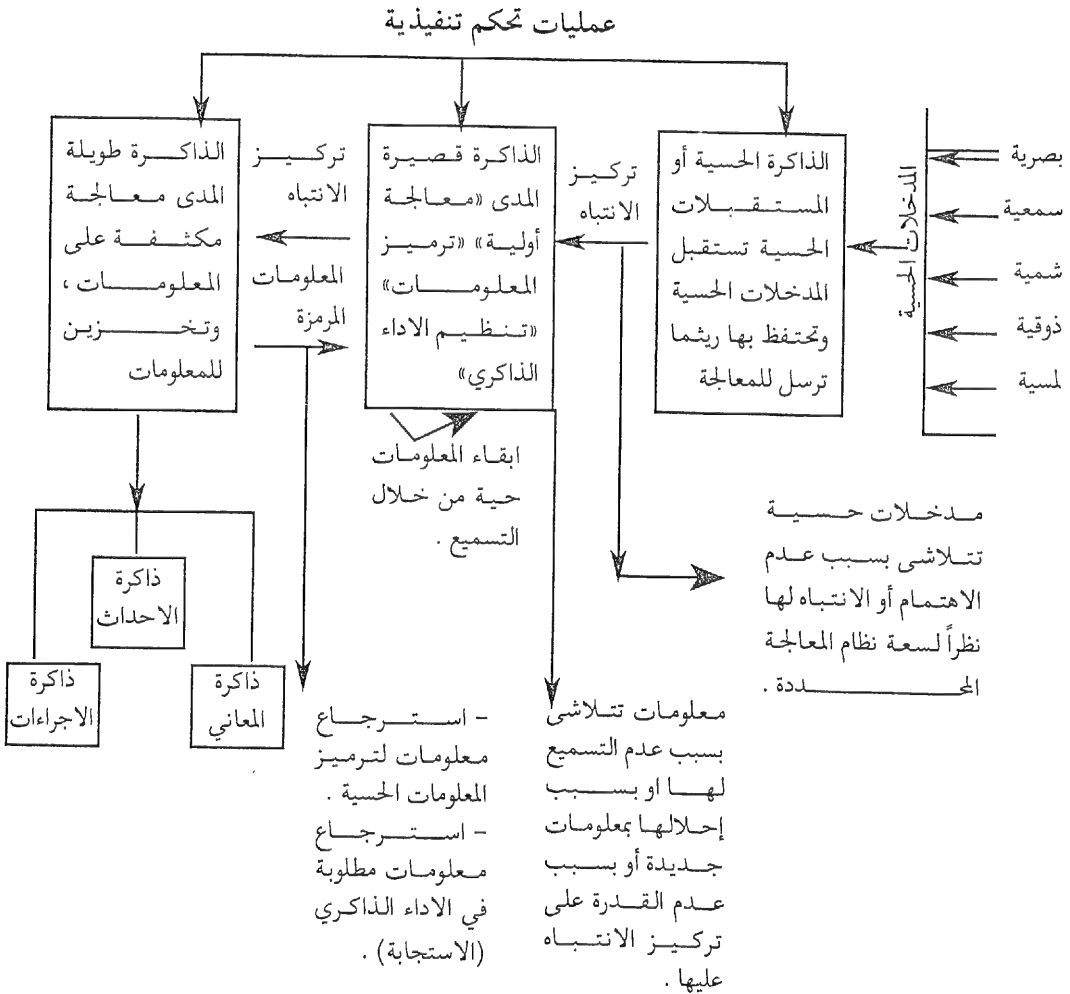 عمليات تحكم تنفيذية
بصرية
سمعية
شمية
ذوقية
لمسية
المدخلات الحسية
الذاكرة الحسية أو
المستقبلات
الحسية تستقبل
المدخلات الحسية
وتحتفظ بها ريثما
ترسل للمعالجة
تركيز
الانتباه
الذاكرة قصيرة
المدى «معالجة
أولية» «ترميز
المعلومات»
«تنظيم الاداء
الذاكري»
تركيز
الانتباه
المعلومات
المرمزة
الذاكرة طويلة
المدى معالجة
مكثفة على
المعلومات ،
وتخزين
للمعلومات
ابقاء المعلومات
حية من خلال
التسميع .
مدخلات حسية
تتلاشى بسبب عدم
الاهتمام أو الانتباه لها
نظراً لسعة نظام المعالجة
المحددة .
ذاكرة
الاحداث
ذاكرة
المعاني
ذاكرة
الاجراءات
معلومات تتلاشى
بسبب عدم التسميع
لها او بسبب
إحلالها بمعلومات
جديدة أو بسبب
عدم القدرة على
تركيز الانتباه
عليها .
– استرجاع
معلومات لترميز
المعلومات الحسية .
– استرجاع
معلومات مطلوبة
في الاداء الذاكري
(الاستجابة) .